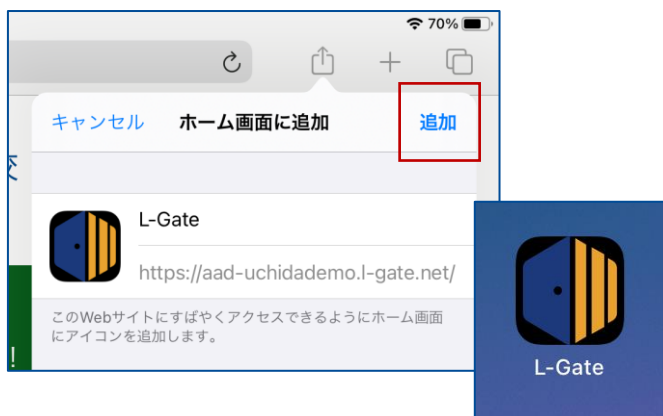 70%
キャンセル ホーム画面に追加 追加
L-Gate
https://aad-uchidademo.l-gate.net/
このWebサイトにすばやくアクセスできるようにホーム画面
にアイコンを追加します。
!
L-Gate